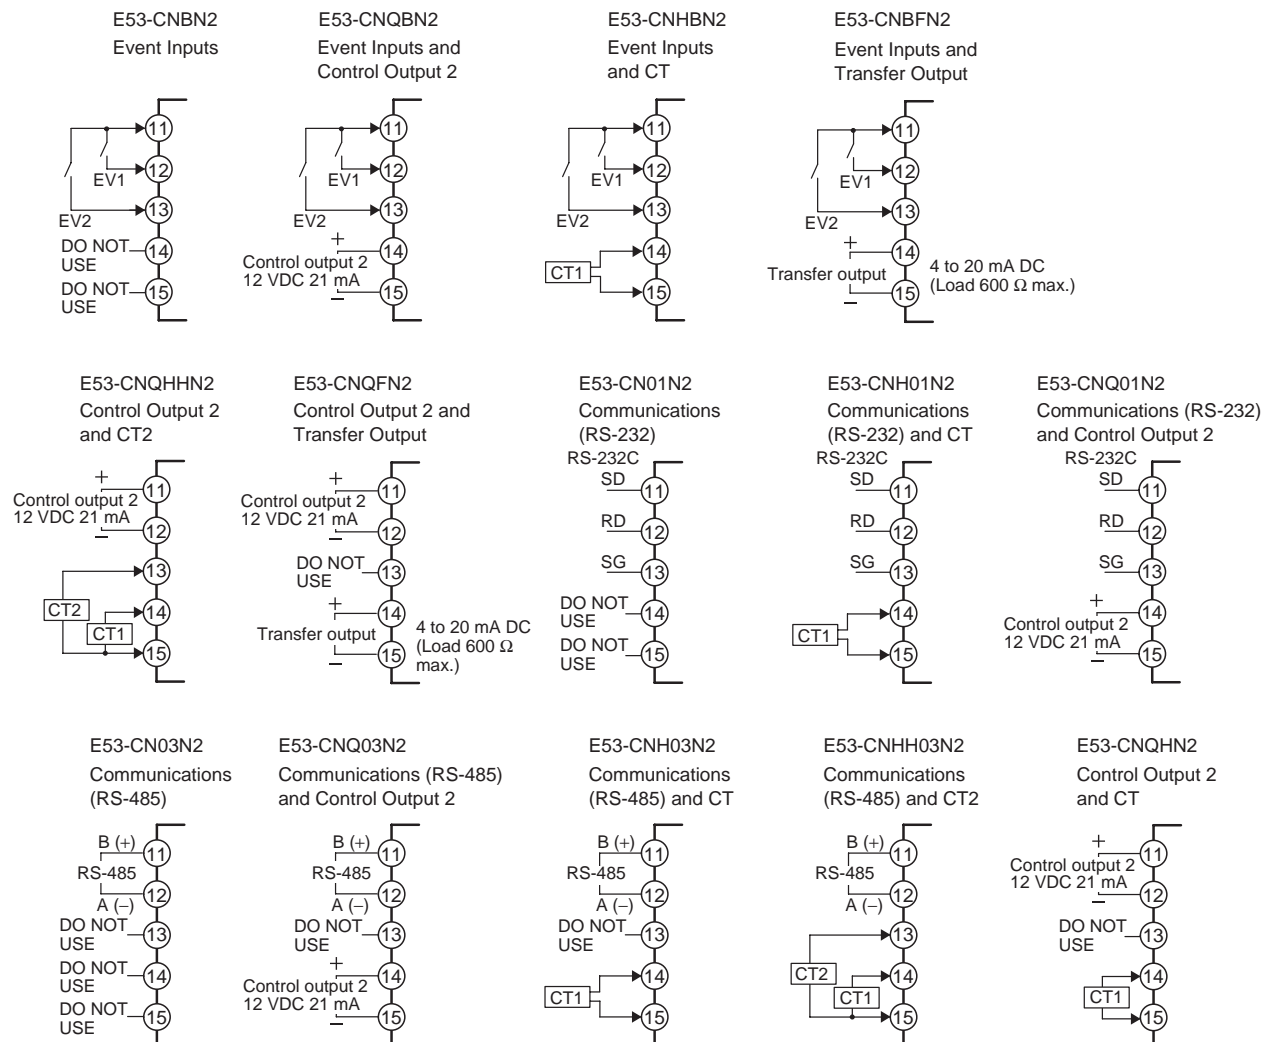 E53-CNBN2
Event Inputs
11
12
EV1
13
EV2
DO NOT
USE
14
DO NOT
USE
15
E53-CNQBN2
Event Inputs and
Control Output 2
11
12
EV1
13
EV2
+
14
Control output 2
12 VDC 21 mA
15
−
E53-CNHBN2
Event Inputs
and CT
11
12
EV1
13
EV2
14
CT1
15
E53-CNBFN2
Event Inputs and
Transfer Output
11
12
EV1
13
EV2
+
14
Transfer output
4 to 20 mA DC
(Load 600 Ω max.)
15
−
E53-CNQHHN2
Control Output 2
and CT2
+
11
Control output 2
12 VDC 21 mA
12
−
13
CT2
14
CT1
15
E53-CNQFN2
Control Output 2 and
Transfer Output
+
11
Control output 2
12 VDC 21 mA
12
−
DO NOT
USE
13
+
14
Transfer output
4 to 20 mA DC
(Load 600 Ω
max.)
15
−
E53-CN01N2
Communications
(RS-232)
RS-232C
SD
11
RD
12
SG
13
DO NOT
USE
14
DO NOT
USE
15
E53-CNH01N2
Communications
(RS-232) and CT
RS-232C
SD
11
RD
12
SG
13
14
CT1
15
E53-CNQ01N2
Communications (RS-232)
and Control Output 2
RS-232C
SD
11
RD
12
SG
13
+
14
Control output 2
12 VDC 21 mA
15
−
E53-CN03N2
Communications
(RS-485)
B (+)
11
RS-485
12
A (−)
DO NOT
USE
13
DO NOT
USE
14
DO NOT
USE
15
E53-CNQ03N2
Communications (RS-485)
and Control Output 2
B (+)
11
RS-485
12
A (−)
DO NOT
USE
13
+
14
Control output 2
12 VDC 21 mA
15
−
E53-CNH03N2
Communications
(RS-485) and CT
B (+)
11
RS-485
12
A (−)
DO NOT
USE
13
14
CT1
15
E53-CNHH03N2
Communications
(RS-485) and CT2
B (+)
11
RS-485
12
A (−)
13
CT2
14
CT1
15
E53-CNQHN2
Control Output 2
and CT
+
11
Control output 2
12 VDC 21 mA
12
−
DO NOT
USE
13
14
CT1
15